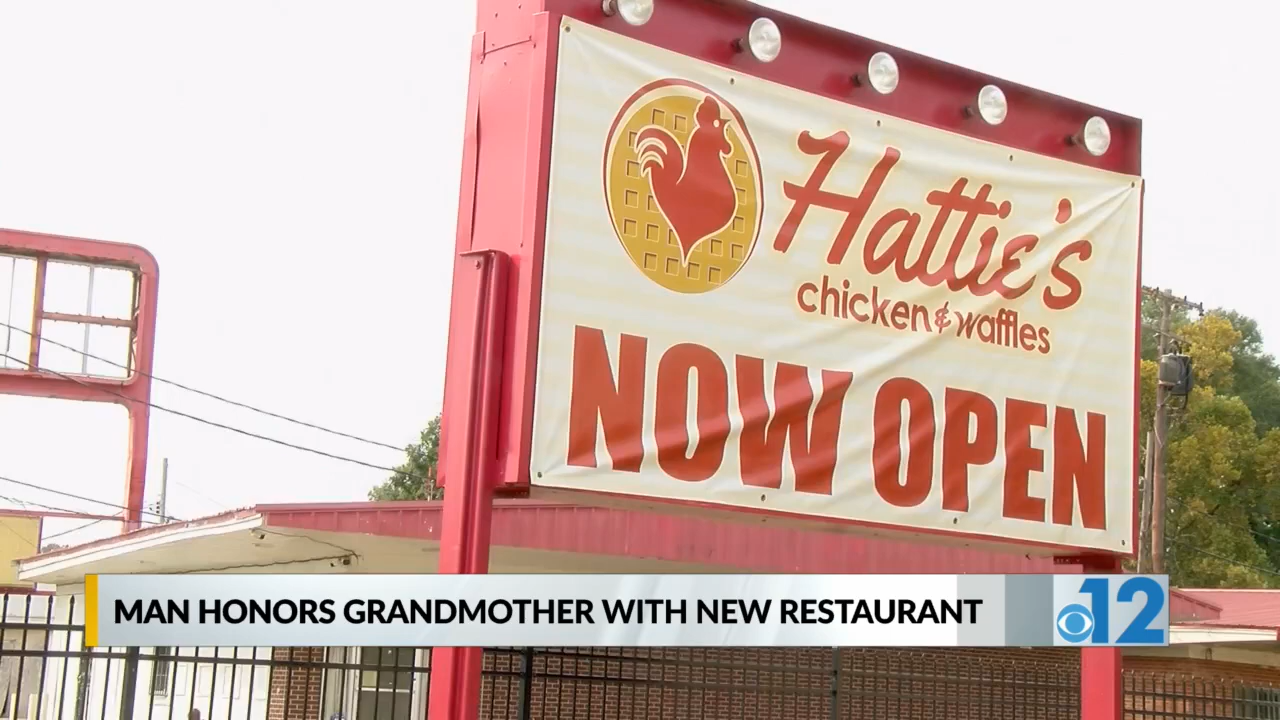 Hattie's
chicken & waffles
NOW OPEN
MAN HONORS GRANDMOTHER WITH NEW RESTAURANT
12